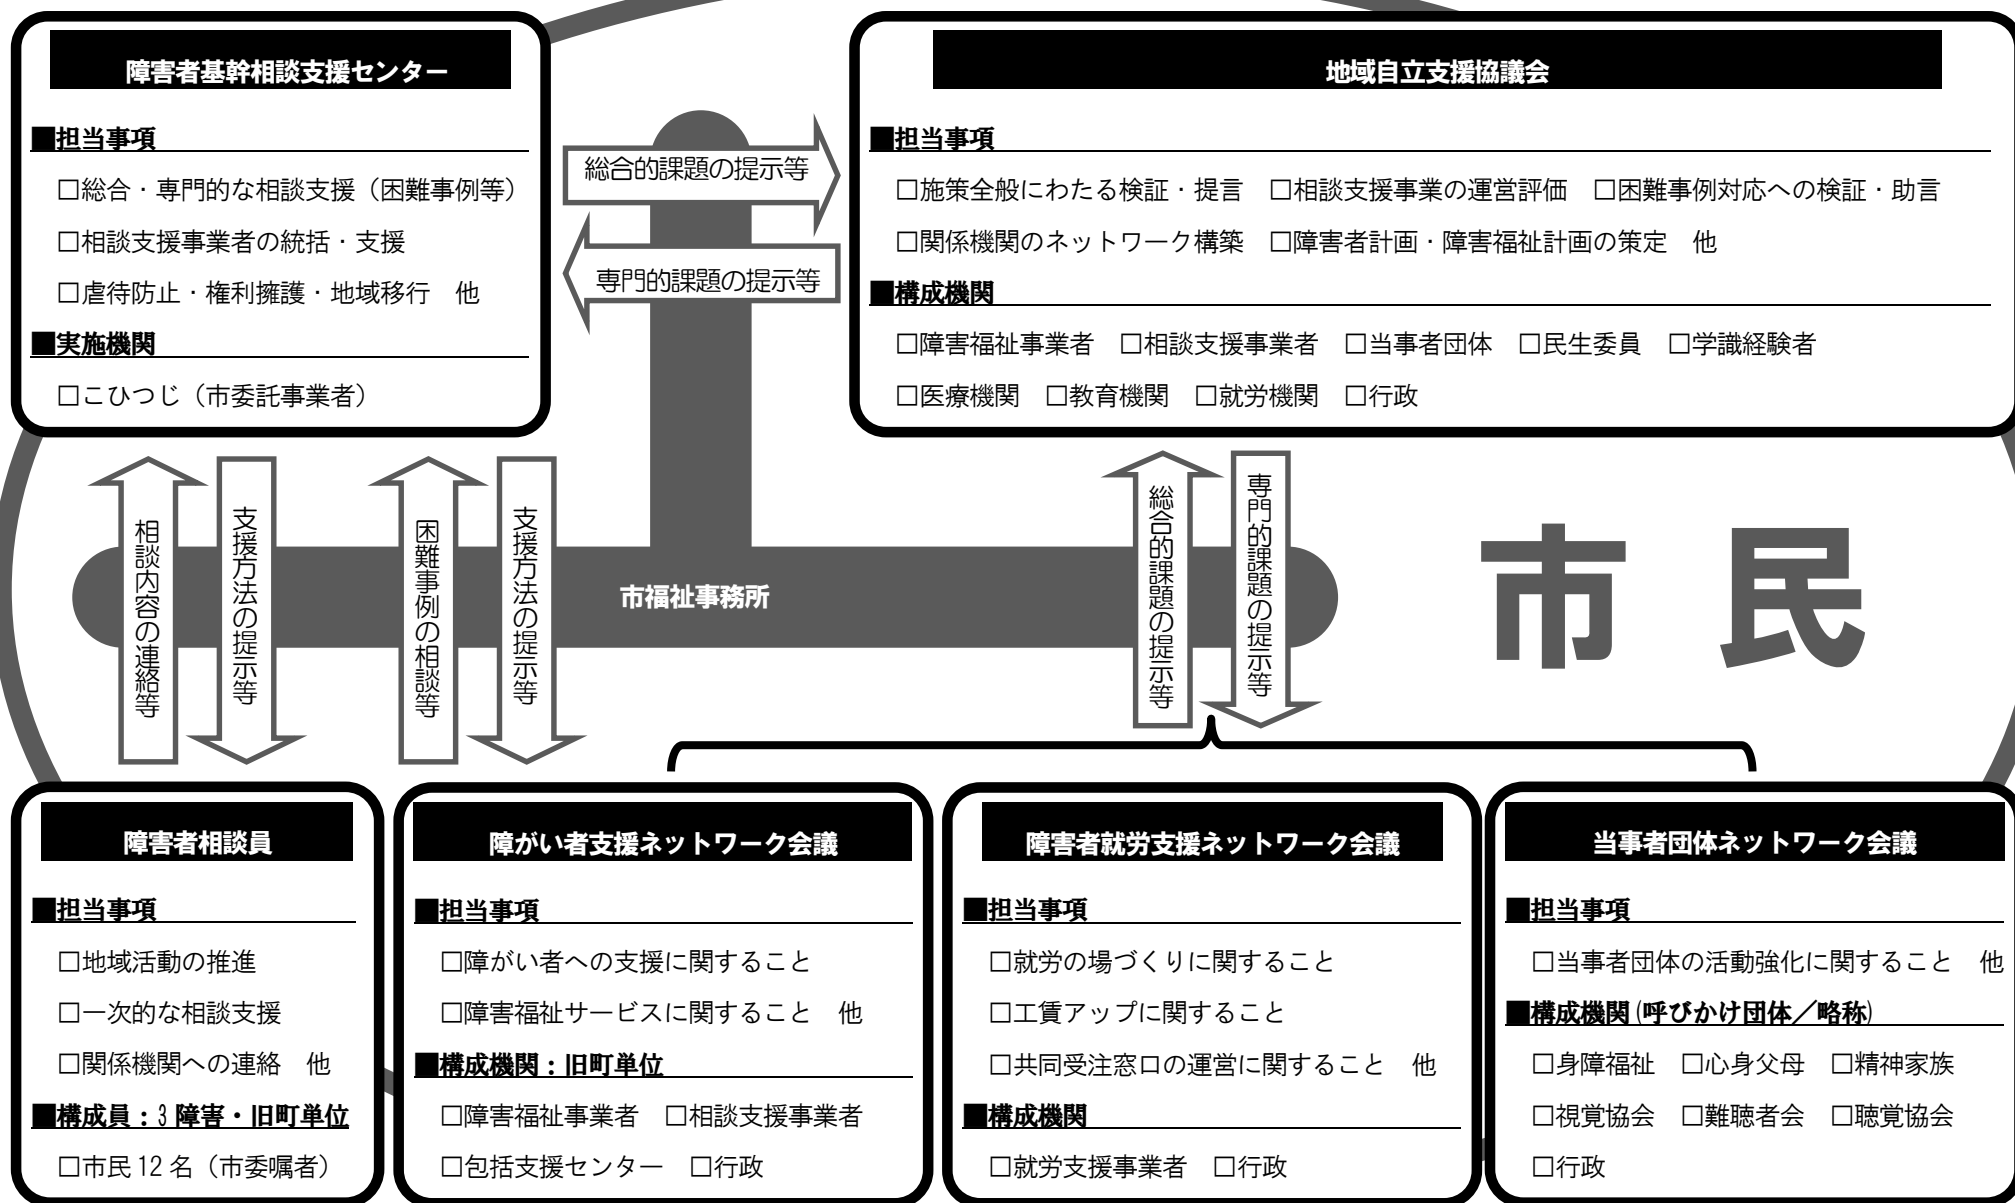 障害者基幹相談支援センター
■担当事項
□総合・専門的な相談支援（困難事例等）
□相談支援事業者の統括・支援
□虐待防止・権利擁護・地域移行　他
■実施機関
□こひつじ（市委託事業者）
総合的課題の提示等
専門的課題の提示等
地域自立支援協議会
■担当事項
□施策全般にわたる検証・提言　□相談支援事業の運営評価　□困難事例対応への検証・助言
□関係機関のネットワーク構築　□障害者計画・障害福祉計画の策定　他
■構成機関
□障害福祉事業者　□相談支援事業者　□当事者団体　□民生委員　□学識経験者
□医療機関　□教育機関　□就労機関　□行政
相談内容の連絡等
支援方法の提示等
困難事例の相談等
支援方法の提示等
市福祉事務所
総合的課題の提示等
専門的課題の提示等
市民
障害者相談員
■担当事項
□地域活動の推進
□一次的な相談支援
□関係機関への連絡　他
■構成員：3障害・旧町単位
□市民12名（市委嘱者）
障がい者支援ネットワーク会議
■担当事項
□障がい者への支援に関すること
□障害福祉サービスに関すること　他
■構成機関：旧町単位
□障害福祉事業者　□相談支援事業者
□包括支援センター　□行政
障害者就労支援ネットワーク会議
■担当事項
□就労の場づくりに関すること
□工賃アップに関すること
□共同受注窓口の運営に関すること　他
■構成機関
□就労支援事業者　□行政
当事者団体ネットワーク会議
■担当事項
□当事者団体の活動強化に関すること　他
■構成機関(呼びかけ団体／略称)
□身障福祉　□心身父母　□精神家族
□視覚協会　□難聴者会　□聴覚協会
□行政